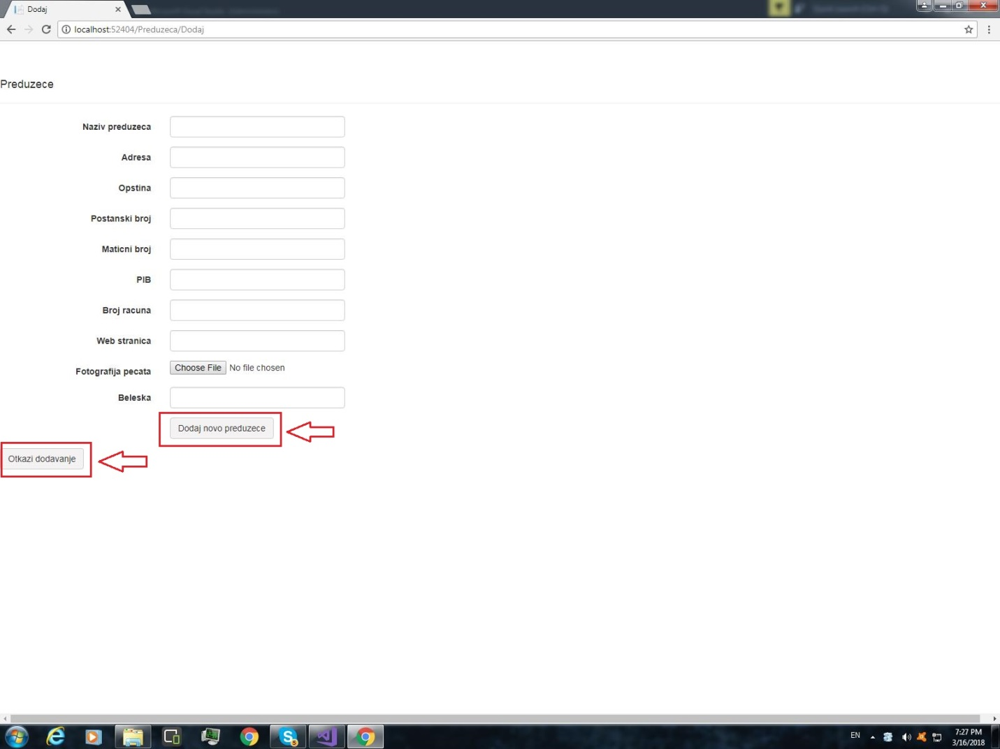 Dodaj
localhost:52404/Preduzeca/Dodaj
Preduzece
Naziv preduzeca
Adresa
Opstina
Postanski broj
Maticni broj
PIB
Broj racuna
Web stranica
Fotografija pecata
Choose File No file chosen
Beleska
Dodaj novo preduzece
Otkazi dodavanje
EN
7:27 PM
3/16/2018